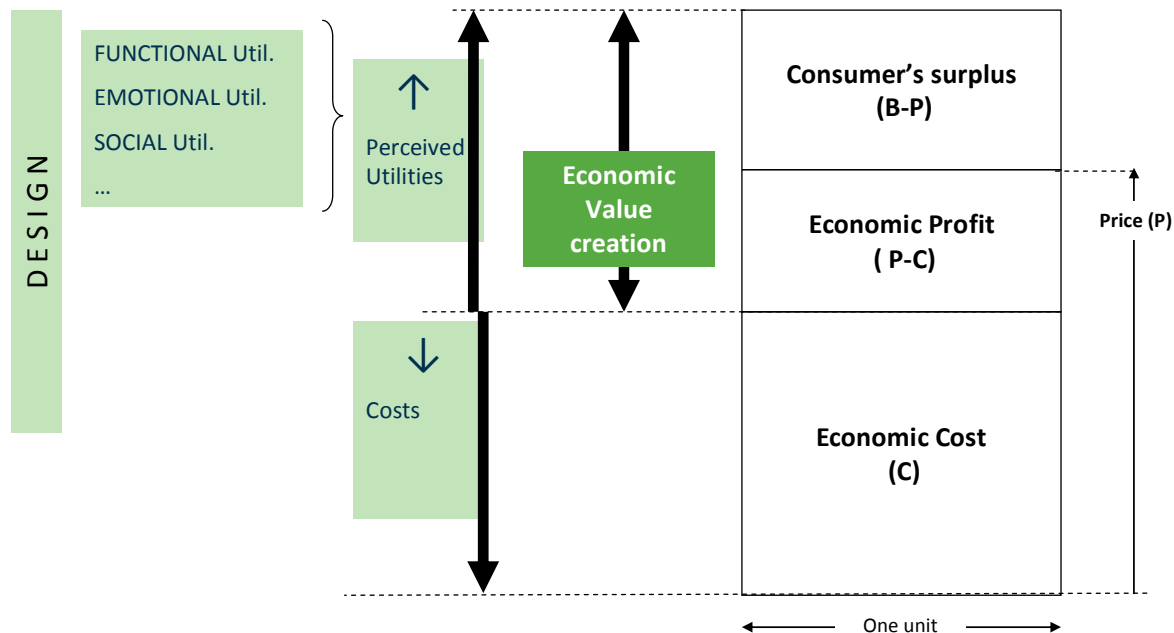 DESIGN
FUNCTIONAL Util.
EMOTIONAL Util.
SOCIAL Util.
...
↑
Perceived
Utilities
↓
Costs
Economic
Value
creation
Consumer’s surplus
(B-P)
Economic Profit
( P-C)
Economic Cost
(C)
Price (P)
One unit